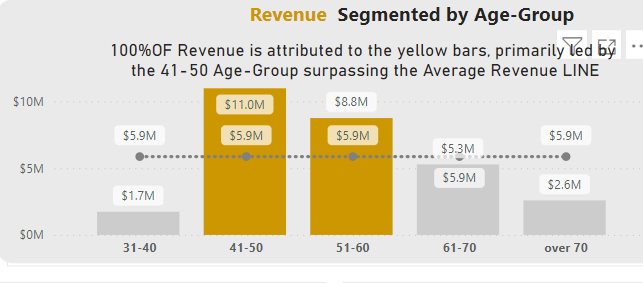 Revenue Segmented by Age-Group
100%OF Revenue is attributed to the yellow bars, primarily led by
the 41-50 Age-Group surpassing the Average Revenue LINE
$10M
$5M
$0M
$5.9M
$11.0M
$5.9M
$8.8M
$5.9M
$5.3M
$5.9M
$5.9M
$1.7M
$2.6M
31-40
41-50
51-60
61-70
over 70